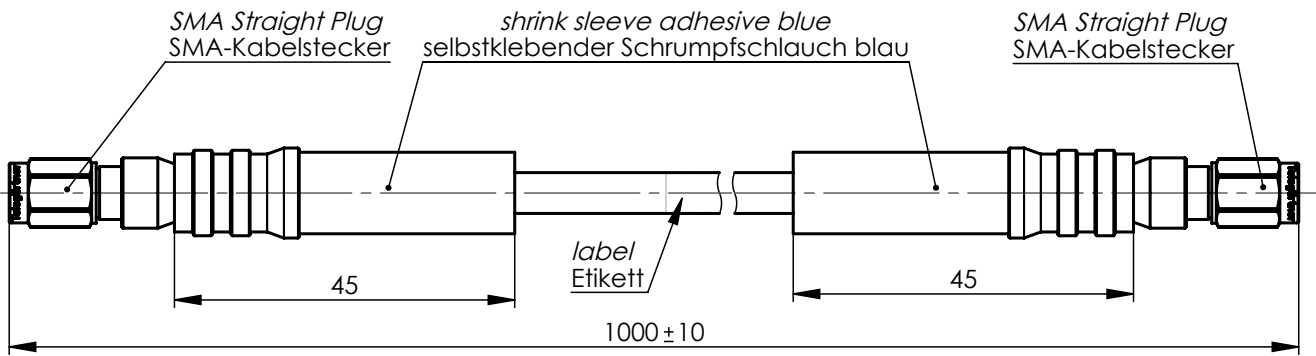 SMA Straight Plug
SMA-Kabelstecker
shrink sleeve adhesive blue
selbstklebender Schrumpfschlauch blau
SMA Straight Plug
SMA-Kabelstecker
label
Etikett
45
45
1000±10